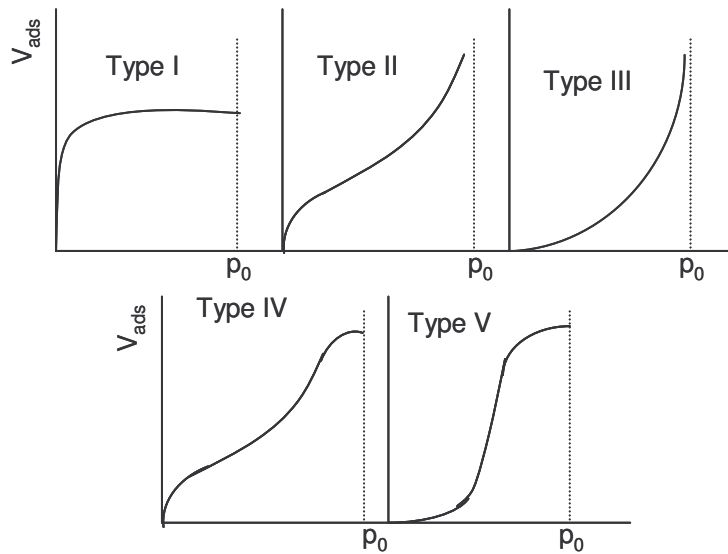 V_ads
Type I
Type II
Type III
p_0
p_0
p_0
V_ads
Type IV
Type V
p_0
p_0